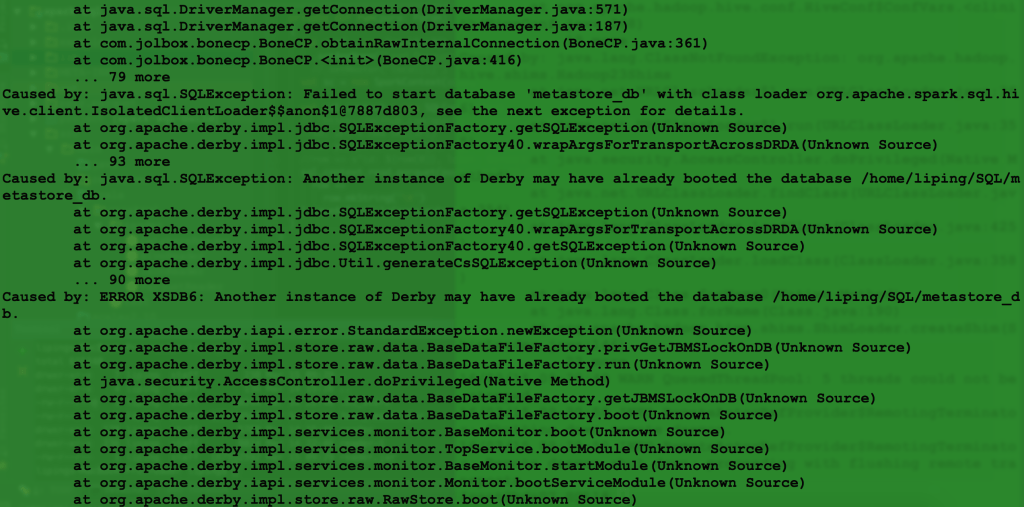 at java.sql.DriverManager.getConnection(DriverManager.java:571)
at java.sql.DriverManager.getConnection(DriverManager.java:187)
at com.jolbox.bonecp.BoneCP.obtainRawInternalConnection(BoneCP.java:361)
at com.jolbox.bonecp.BoneCP.<init>(BoneCP.java:416)
... 79 more
Caused by: java.sql.SQLException: Failed to start database 'metastore_db' with class loader org.apache.spark.sql.hi
ve.client.IsolatedClientLoader$$anon$1@7887d803, see the next exception for details.
at org.apache.derby.impl.jdbc.SQLExceptionFactory.getSQLException(Unknown Source)
at org.apache.derby.impl.jdbc.SQLExceptionFactory40.wrapArgsForTransportAcrossDRDA(Unknown Source)
... 93 more
Caused by: java.sql.SQLException: Another instance of Derby may have already booted the database /home/liping/SQL/m
etastore_db.
at org.apache.derby.impl.jdbc.SQLExceptionFactory.getSQLException(Unknown Source)
at org.apache.derby.impl.jdbc.SQLExceptionFactory40.wrapArgsForTransportAcrossDRDA(Unknown Source)
at org.apache.derby.impl.jdbc.SQLExceptionFactory40.getSQLException(Unknown Source)
at org.apache.derby.impl.jdbc.Util.generateCsSQLException(Unknown Source)
... 90 more
Caused by: ERROR XSDB6: Another instance of Derby may have already booted the database /home/liping/SQL/metastore_d
b.
at org.apache.derby.iapi.error.StandardException.newException(Unknown Source)
at org.apache.derby.impl.store.raw.data.BaseDataFileFactory.privGetJBMSLockOnDB(Unknown Source)
at org.apache.derby.impl.store.raw.data.BaseDataFileFactory.run(Unknown Source)
at java.security.AccessController.doPrivileged(Native Method)
at org.apache.derby.impl.store.raw.data.BaseDataFileFactory.getJBMSLockOnDB(Unknown Source)
at org.apache.derby.impl.store.raw.data.BaseDataFileFactory.boot(Unknown Source)
at org.apache.derby.impl.services.monitor.BaseMonitor.boot(Unknown Source)
at org.apache.derby.impl.services.monitor.TopService.bootModule(Unknown Source)
at org.apache.derby.impl.services.monitor.BaseMonitor.startModule(Unknown Source)
at org.apache.derby.iapi.services.monitor.Monitor.bootServiceModule(Unknown Source)
at org.apache.derby.impl.store.raw.RawStore.boot(Unknown Source)